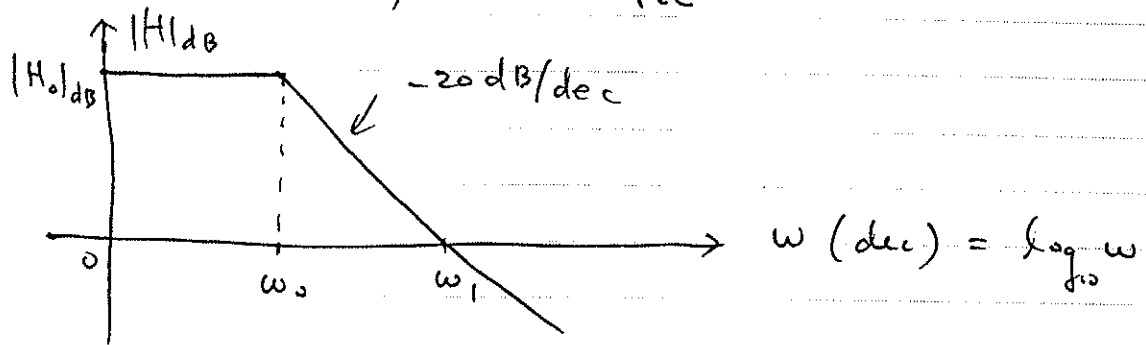 |H|dB
|H₀|dB
-20 dB/dec
0
ω₀
ω₁
ω (dec) = log₁₀ ω